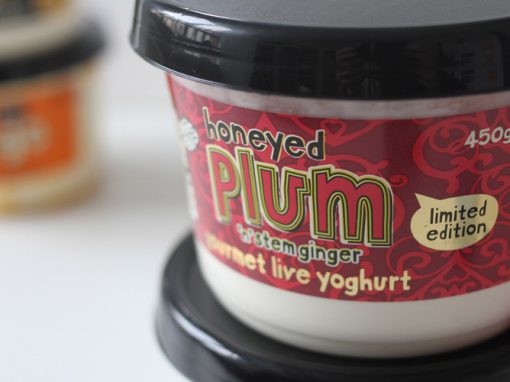 honeyed
plum
'n' stem ginger
gourmet live yoghurt
450g
limited
edition